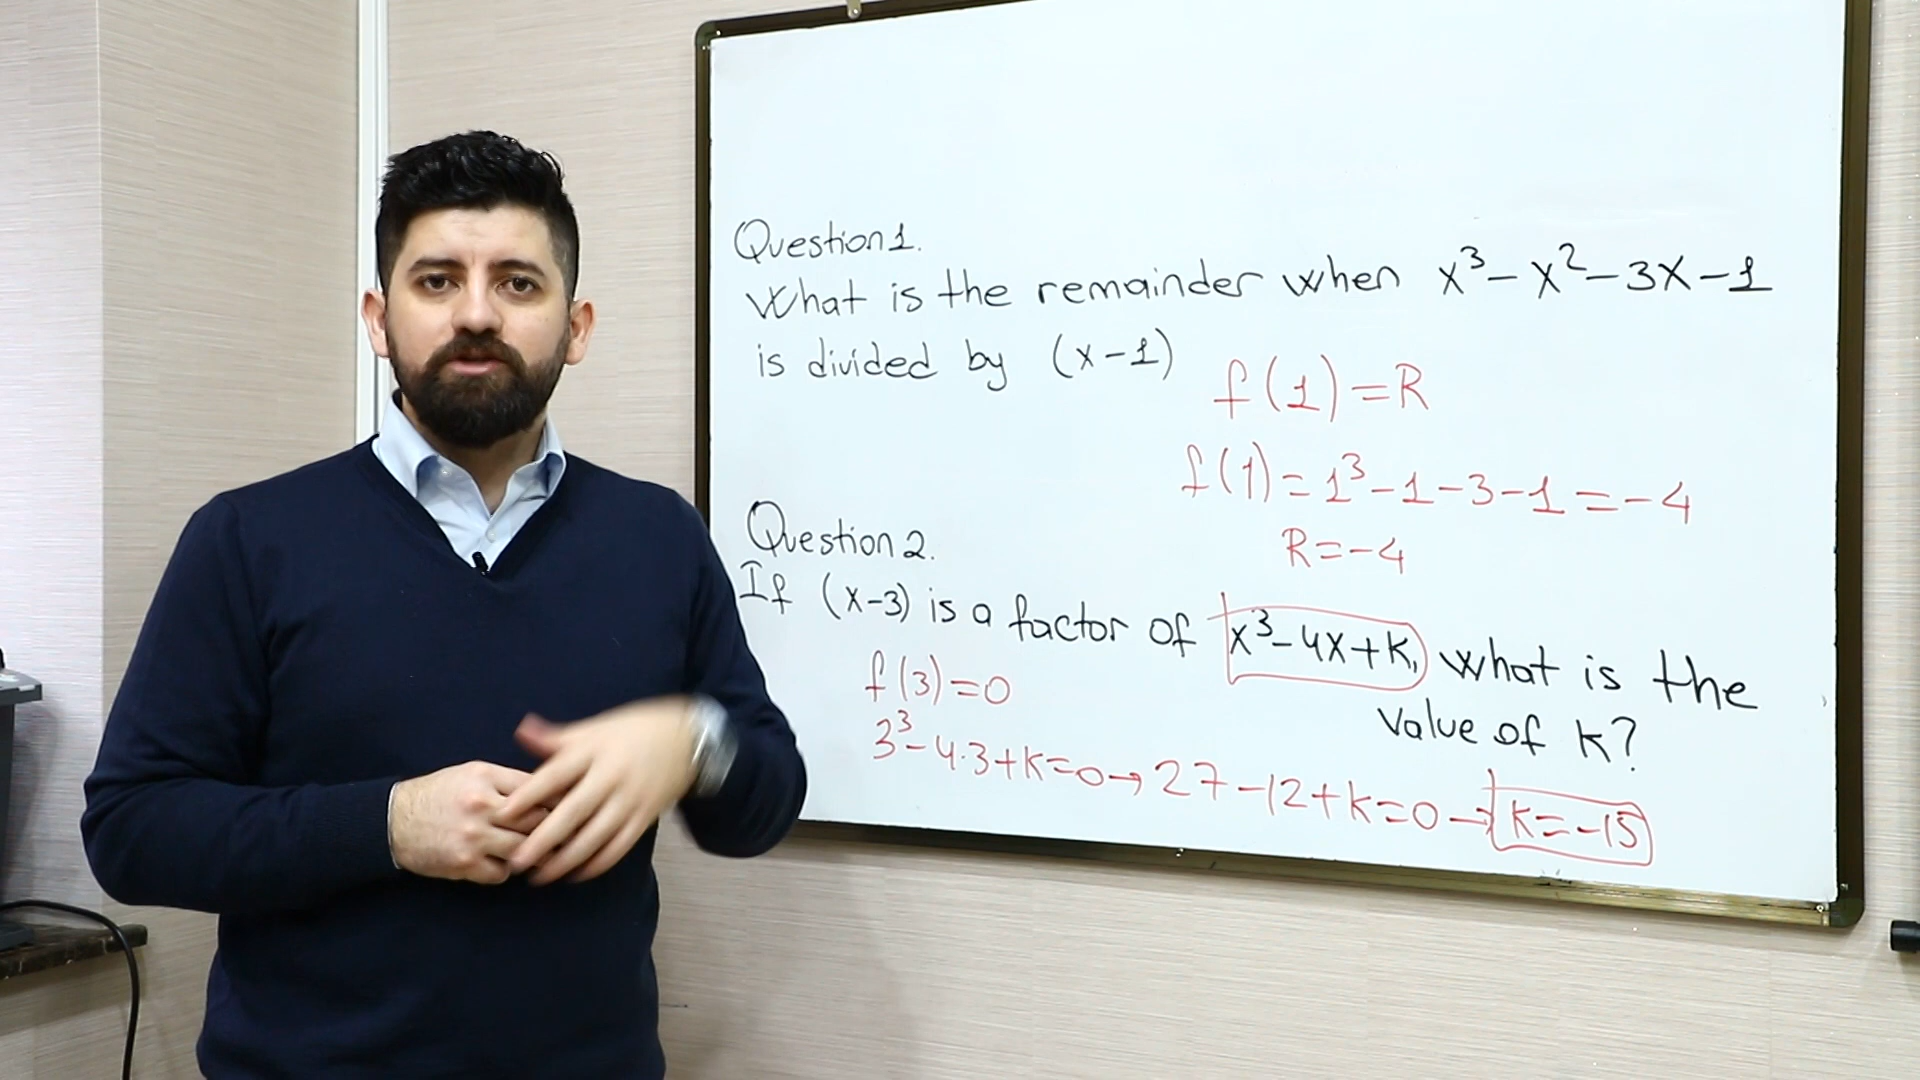 Question 1.
What is the remainder when x³-x²-3x-1
is divided by (x-1)
f(1)=R
f(1)=1³-1-3-1=-4
R=-4
Question 2.
If (x-3) is a factor of x³-4x+k, what is the
value of k?
f(3)=0
3³-4·3+k=0→27-12+k=0→k=-15